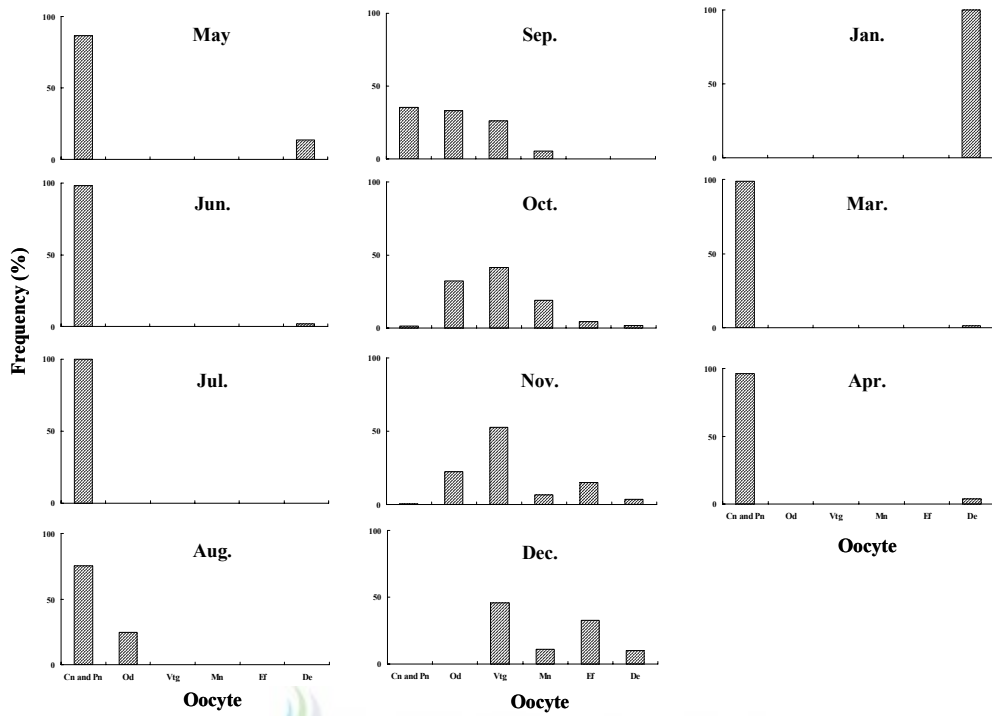 Frequency (%)
May
100
50
0
Jun.
100
50
0
Jul.
100
50
0
Aug.
100
50
0
Cn and Pn Od Vtg Mn Ef De
Oocyte
Sep.
100
50
0
Oct.
100
50
0
Nov.
100
50
0
Dec.
100
50
0
Cn and Pn Od Vtg Mn Ef De
Oocyte
Jan.
100
50
0
Mar.
100
50
0
Apr.
100
50
0
Cn and Pn Od Vtg Mn Ef De
Oocyte